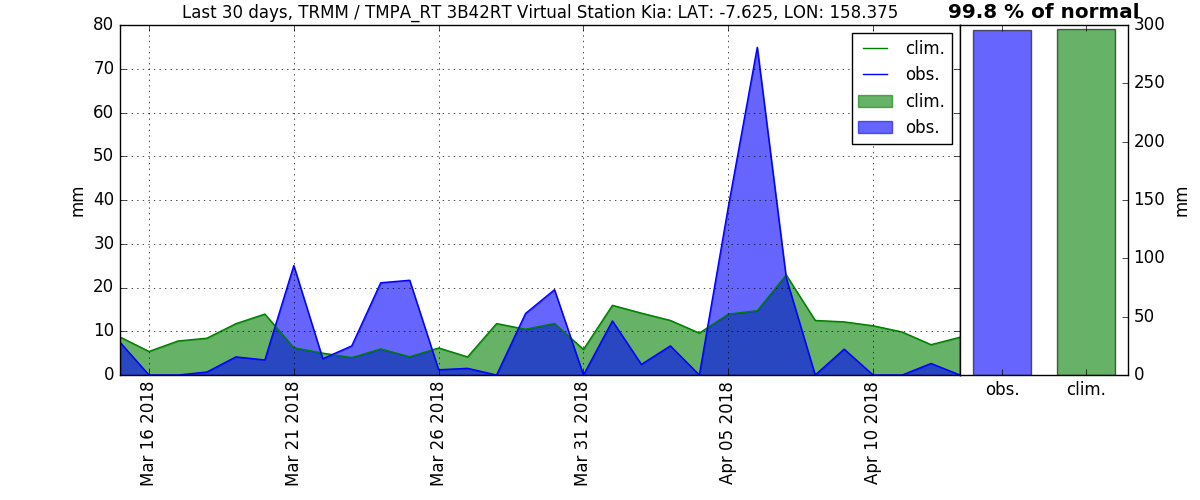 Last 30 days, TRMM / TMPA_RT 3B42RT Virtual Station Kia: LAT: -7.625, LON: 158.375
99.8 % of normal
80
70
60
50
40
30
20
10
0
mm
clim.
obs.
clim.
obs.
300
250
200
150
100
50
0
mm
obs.
clim.
Mar 16 2018
Mar 21 2018
Mar 26 2018
Mar 31 2018
Apr 05 2018
Apr 10 2018